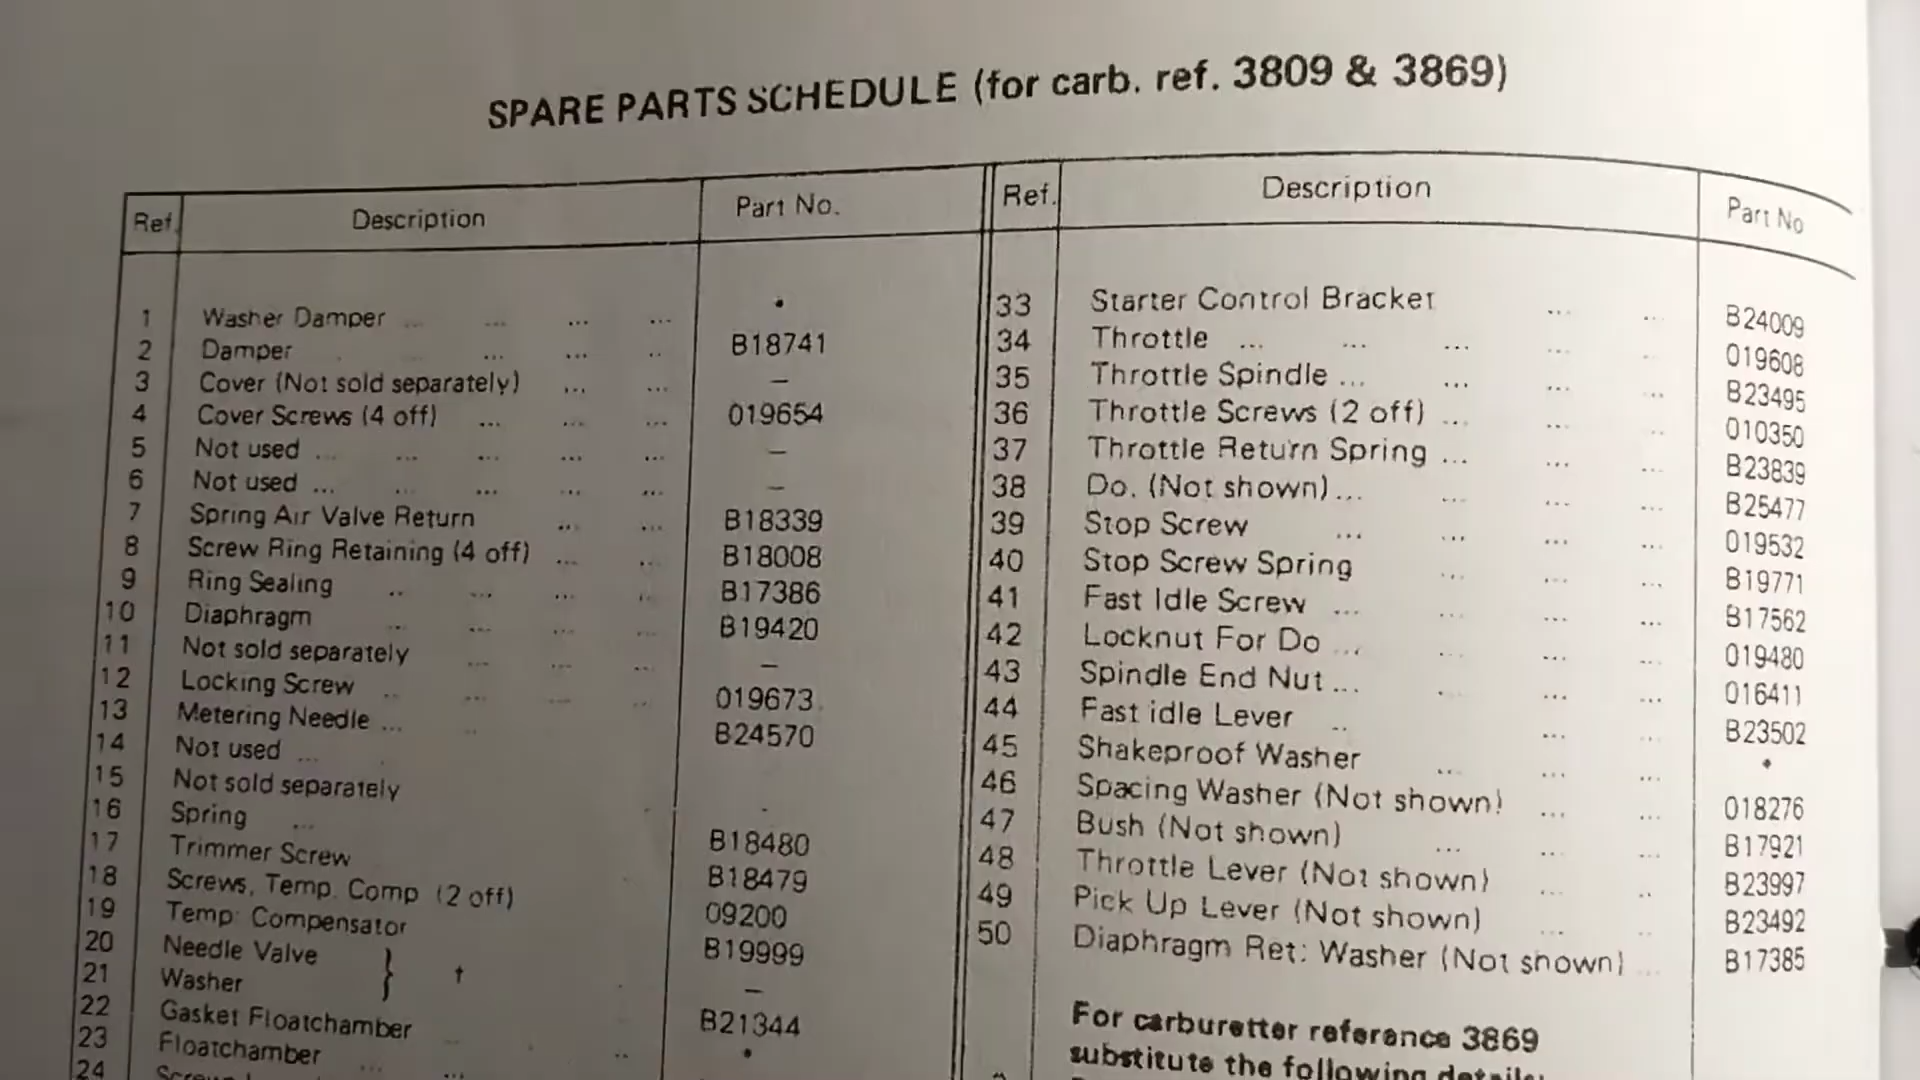 SPARE PARTS SCHEDULE (for carb. ref. 3809 & 3869)
Ref. Description Part No.
1 Washer Damper ... ... ... ... •
2 Damper ... ... ... B18741
3 Cover (Not sold separately) ... ... –
4 Cover Screws (4 off) ... ... ... 019654
5 Not used ... ... ... ... ... –
6 Not used ... ... ... ... ... –
7 Spring Air Valve Return ... ... B18339
8 Screw Ring Retaining (4 off) ... ... B18008
9 Ring Sealing ... ... ... ... B17386
10 Diaphragm ... ... ... ... B19420
11 Not sold separately ... ... ... –
12 Locking Screw ... ... ... ... 019673
13 Metering Needle ... ... B24570
14 Not used ...
15 Not sold separately
16 Spring ... B18480
17 Trimmer Screw B18479
18 Screws, Temp. Comp (2 off) 09200
19 Temp. Compensator B19999
20 Needle Valve } †
21 Washer –
22 Gasket Floatchamber B21344
23 Floatchamber ... ... •
24
Ref. Description Part No
33 Starter Control Bracket ... ... B24009
34 Throttle ... ... ... ... ... 019608
35 Throttle Spindle ... ... ... ... B23495
36 Throttle Screws (2 off) ... ... ... 010350
37 Throttle Return Spring ... ... ... B23839
38 Do. (Not shown) ... ... ... ... B25477
39 Stop Screw ... ... ... ... 019532
40 Stop Screw Spring ... ... ... B19771
41 Fast Idle Screw ... ... ... ... B17562
42 Locknut For Do ... ... ... ... 019480
43 Spindle End Nut ... ... ... ... 016411
44 Fast idle Lever ... ... ... B23502
45 Shakeproof Washer ... ... ... •
46 Spacing Washer (Not shown) ... ... 018276
47 Bush (Not shown) ... ... ... B17921
48 Throttle Lever (Not shown) ... ... B23997
49 Pick Up Lever (Not shown) ... ... B23492
50 Diaphragm Ret: Washer (Not shown) ... B17385
For carburetter reference 3869
substitute the following details: